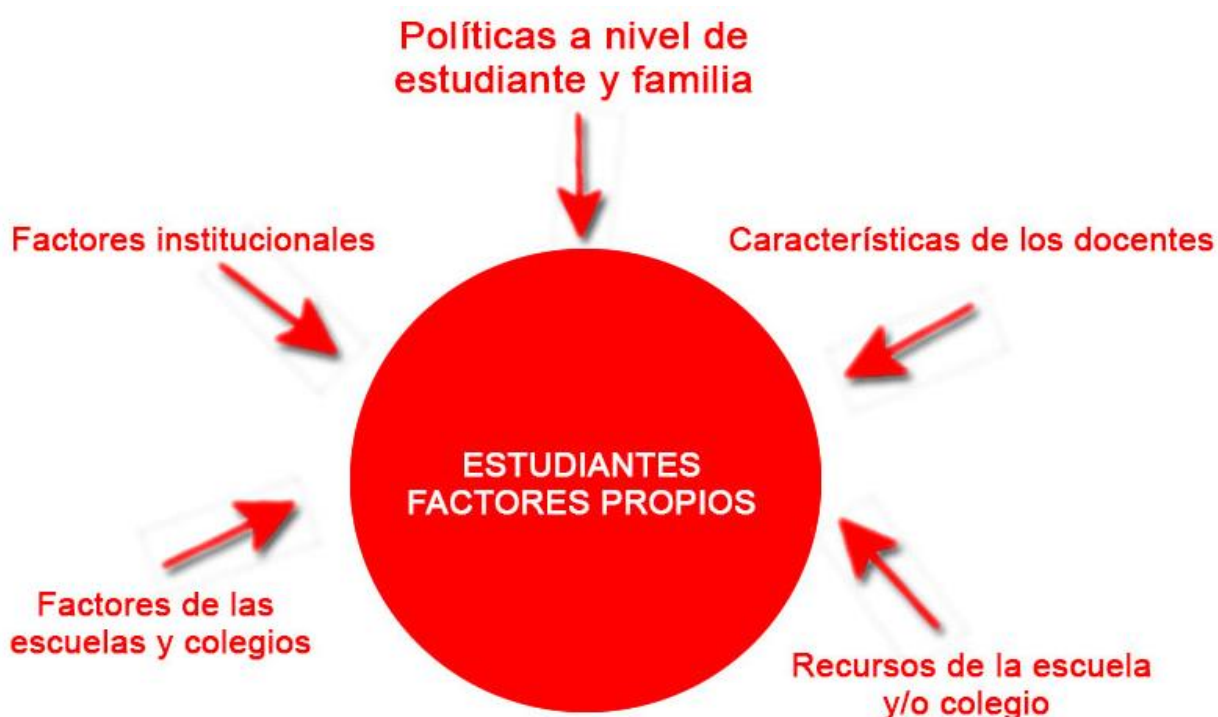 Políticas a nivel de
estudiante y familia
Factores institucionales
Características de los docentes
ESTUDIANTES
FACTORES PROPIOS
Factores de las
escuelas y colegios
Recursos de la escuela
y/o colegio